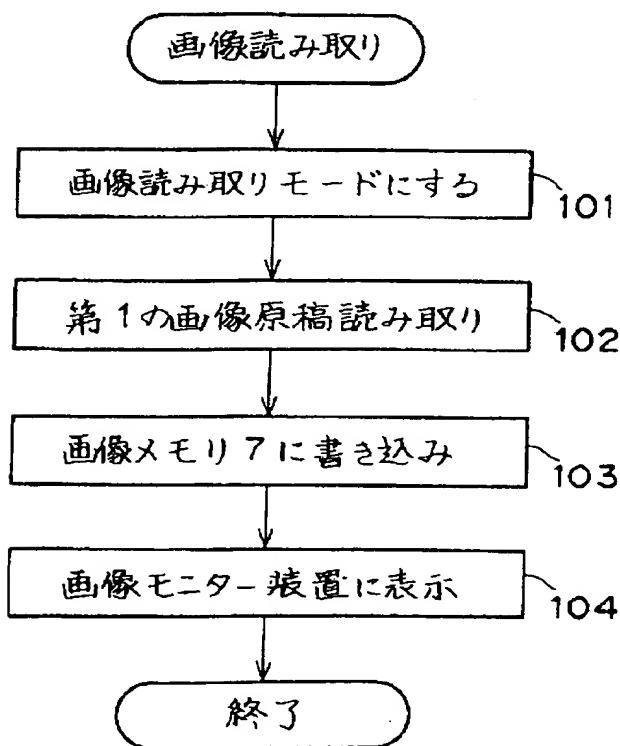 画像読み取り
画像読み取りモードにする
101
第1の画像原稿読み取り
102
画像メモリ7に書き込み
103
画像モニター装置に表示
104
終了